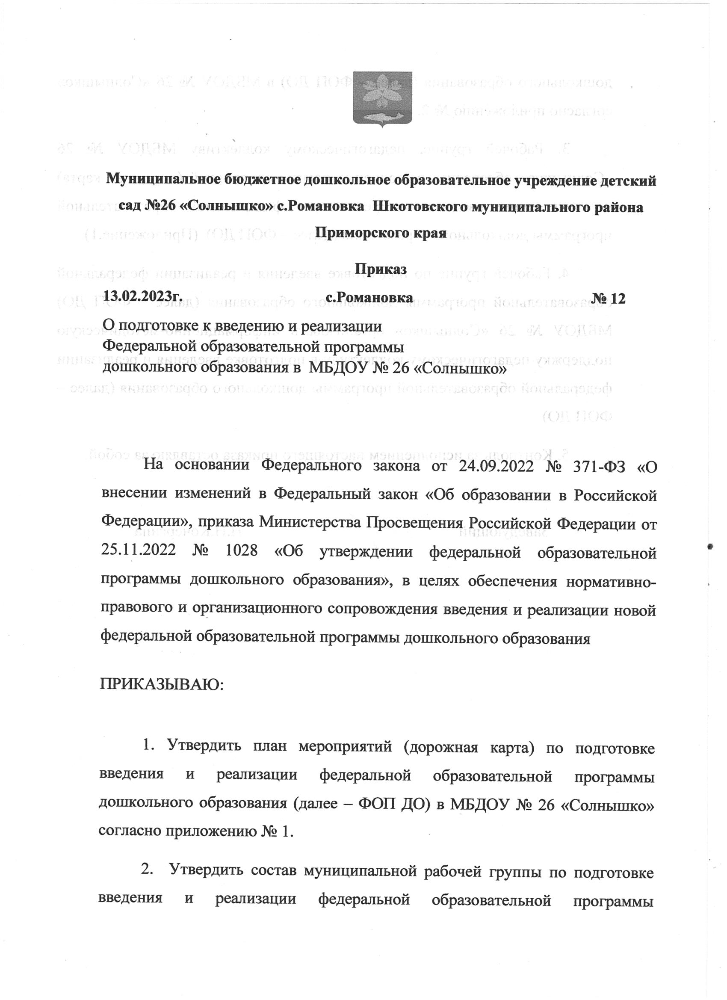 Муниципальное бюджетное дошкольное образовательное учреждение детский
сад №26 «Солнышко» с.Романовка Шкотовского муниципального района
Приморского края
Приказ
13.02.2023г. с.Романовка № 12
О подготовке к введению и реализации
Федеральной образовательной программы
дошкольного образования в МБДОУ № 26 «Солнышко»
На основании Федерального закона от 24.09.2022 № 371-ФЗ «О
внесении изменений в Федеральный закон «Об образовании в Российской
Федерации», приказа Министерства Просвещения Российской Федерации от
25.11.2022 № 1028 «Об утверждении федеральной образовательной
программы дошкольного образования», в целях обеспечения нормативно-
правового и организационного сопровождения введения и реализации новой
федеральной образовательной программы дошкольного образования
ПРИКАЗЫВАЮ:
1. Утвердить план мероприятий (дорожная карта) по подготовке
введения и реализации федеральной образовательной программы
дошкольного образования (далее – ФОП ДО) в МБДОУ № 26 «Солнышко»
согласно приложению № 1.
2. Утвердить состав муниципальной рабочей группы по подготовке
введения и реализации федеральной образовательной программы